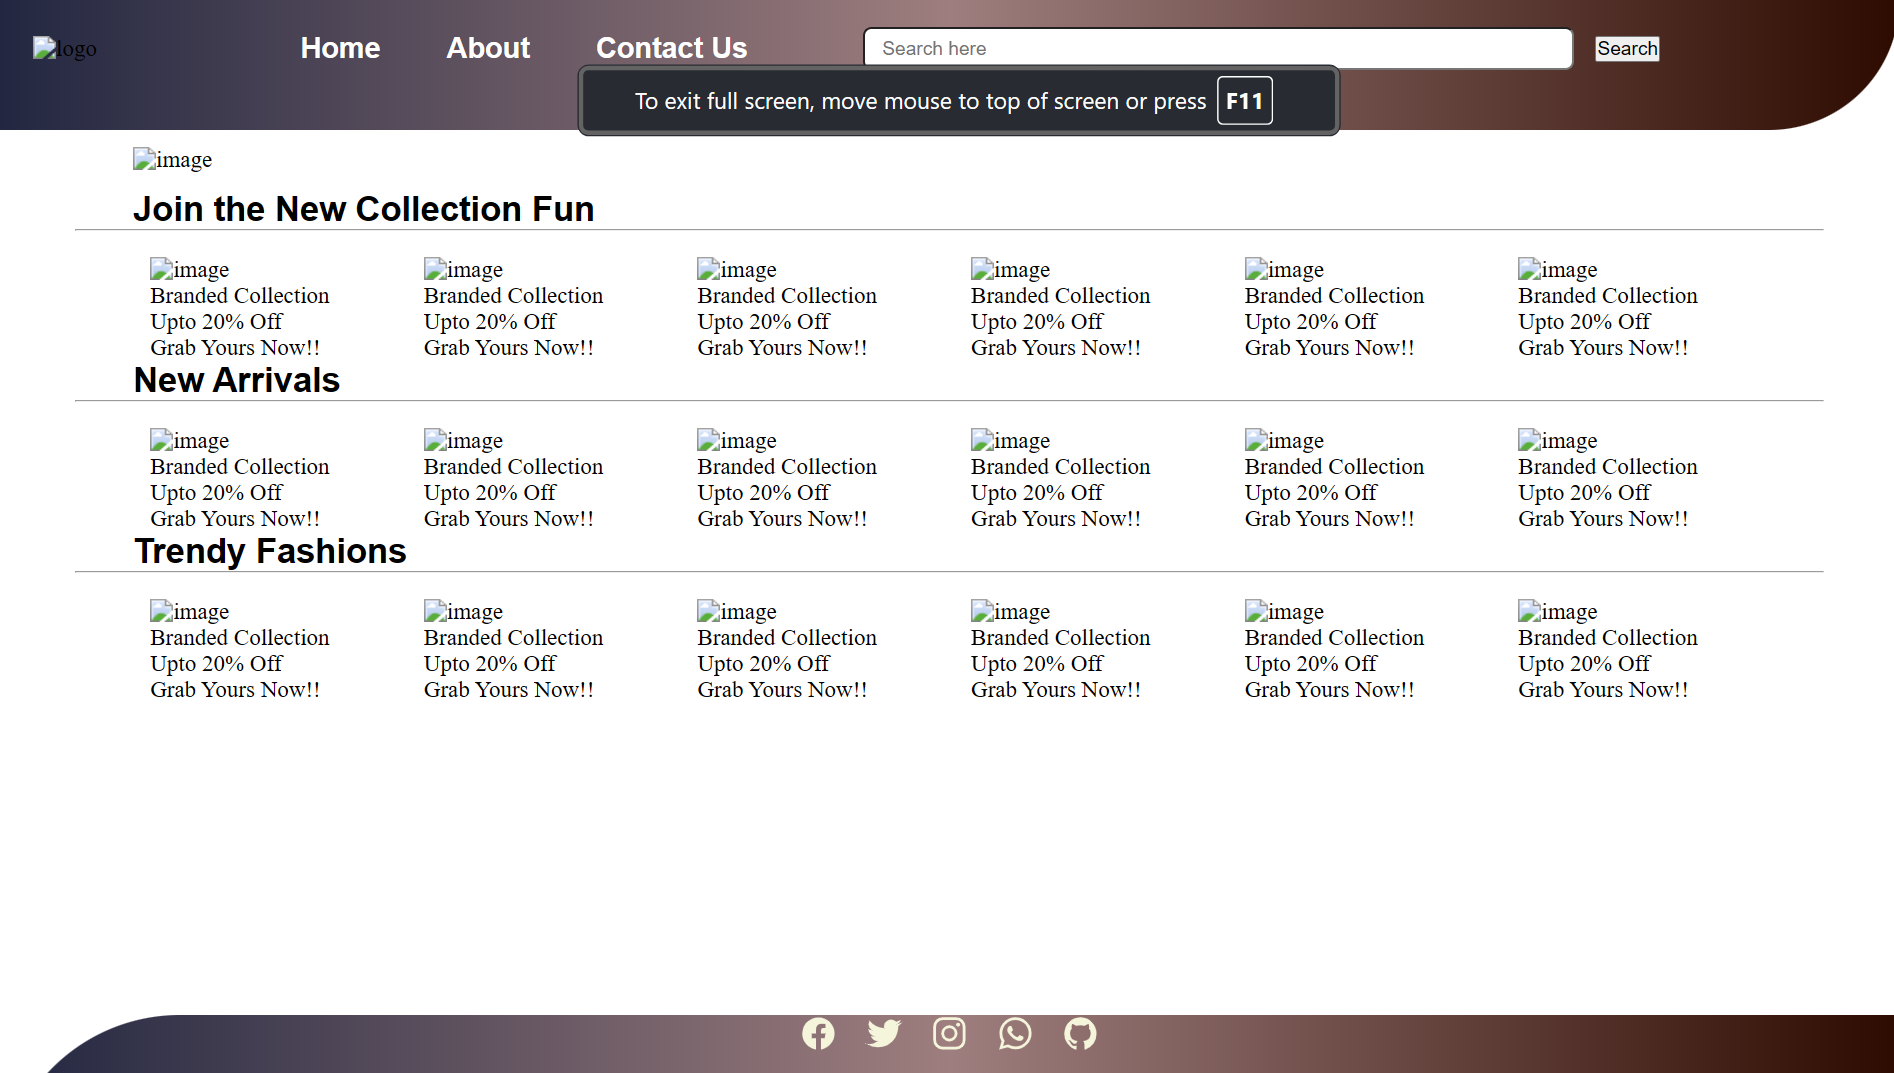 logo Home About Contact Us Search here Search
To exit full screen, move mouse to top of screen or press F11
image
Join the New Collection Fun
image image image image image image
Branded Collection Branded Collection Branded Collection Branded Collection Branded Collection Branded Collection
Upto 20% Off Upto 20% Off Upto 20% Off Upto 20% Off Upto 20% Off Upto 20% Off
Grab Yours Now!! Grab Yours Now!! Grab Yours Now!! Grab Yours Now!! Grab Yours Now!! Grab Yours Now!!
New Arrivals
image image image image image image
Branded Collection Branded Collection Branded Collection Branded Collection Branded Collection Branded Collection
Upto 20% Off Upto 20% Off Upto 20% Off Upto 20% Off Upto 20% Off Upto 20% Off
Grab Yours Now!! Grab Yours Now!! Grab Yours Now!! Grab Yours Now!! Grab Yours Now!! Grab Yours Now!!
Trendy Fashions
image image image image image image
Branded Collection Branded Collection Branded Collection Branded Collection Branded Collection Branded Collection
Upto 20% Off Upto 20% Off Upto 20% Off Upto 20% Off Upto 20% Off Upto 20% Off
Grab Yours Now!! Grab Yours Now!! Grab Yours Now!! Grab Yours Now!! Grab Yours Now!! Grab Yours Now!!